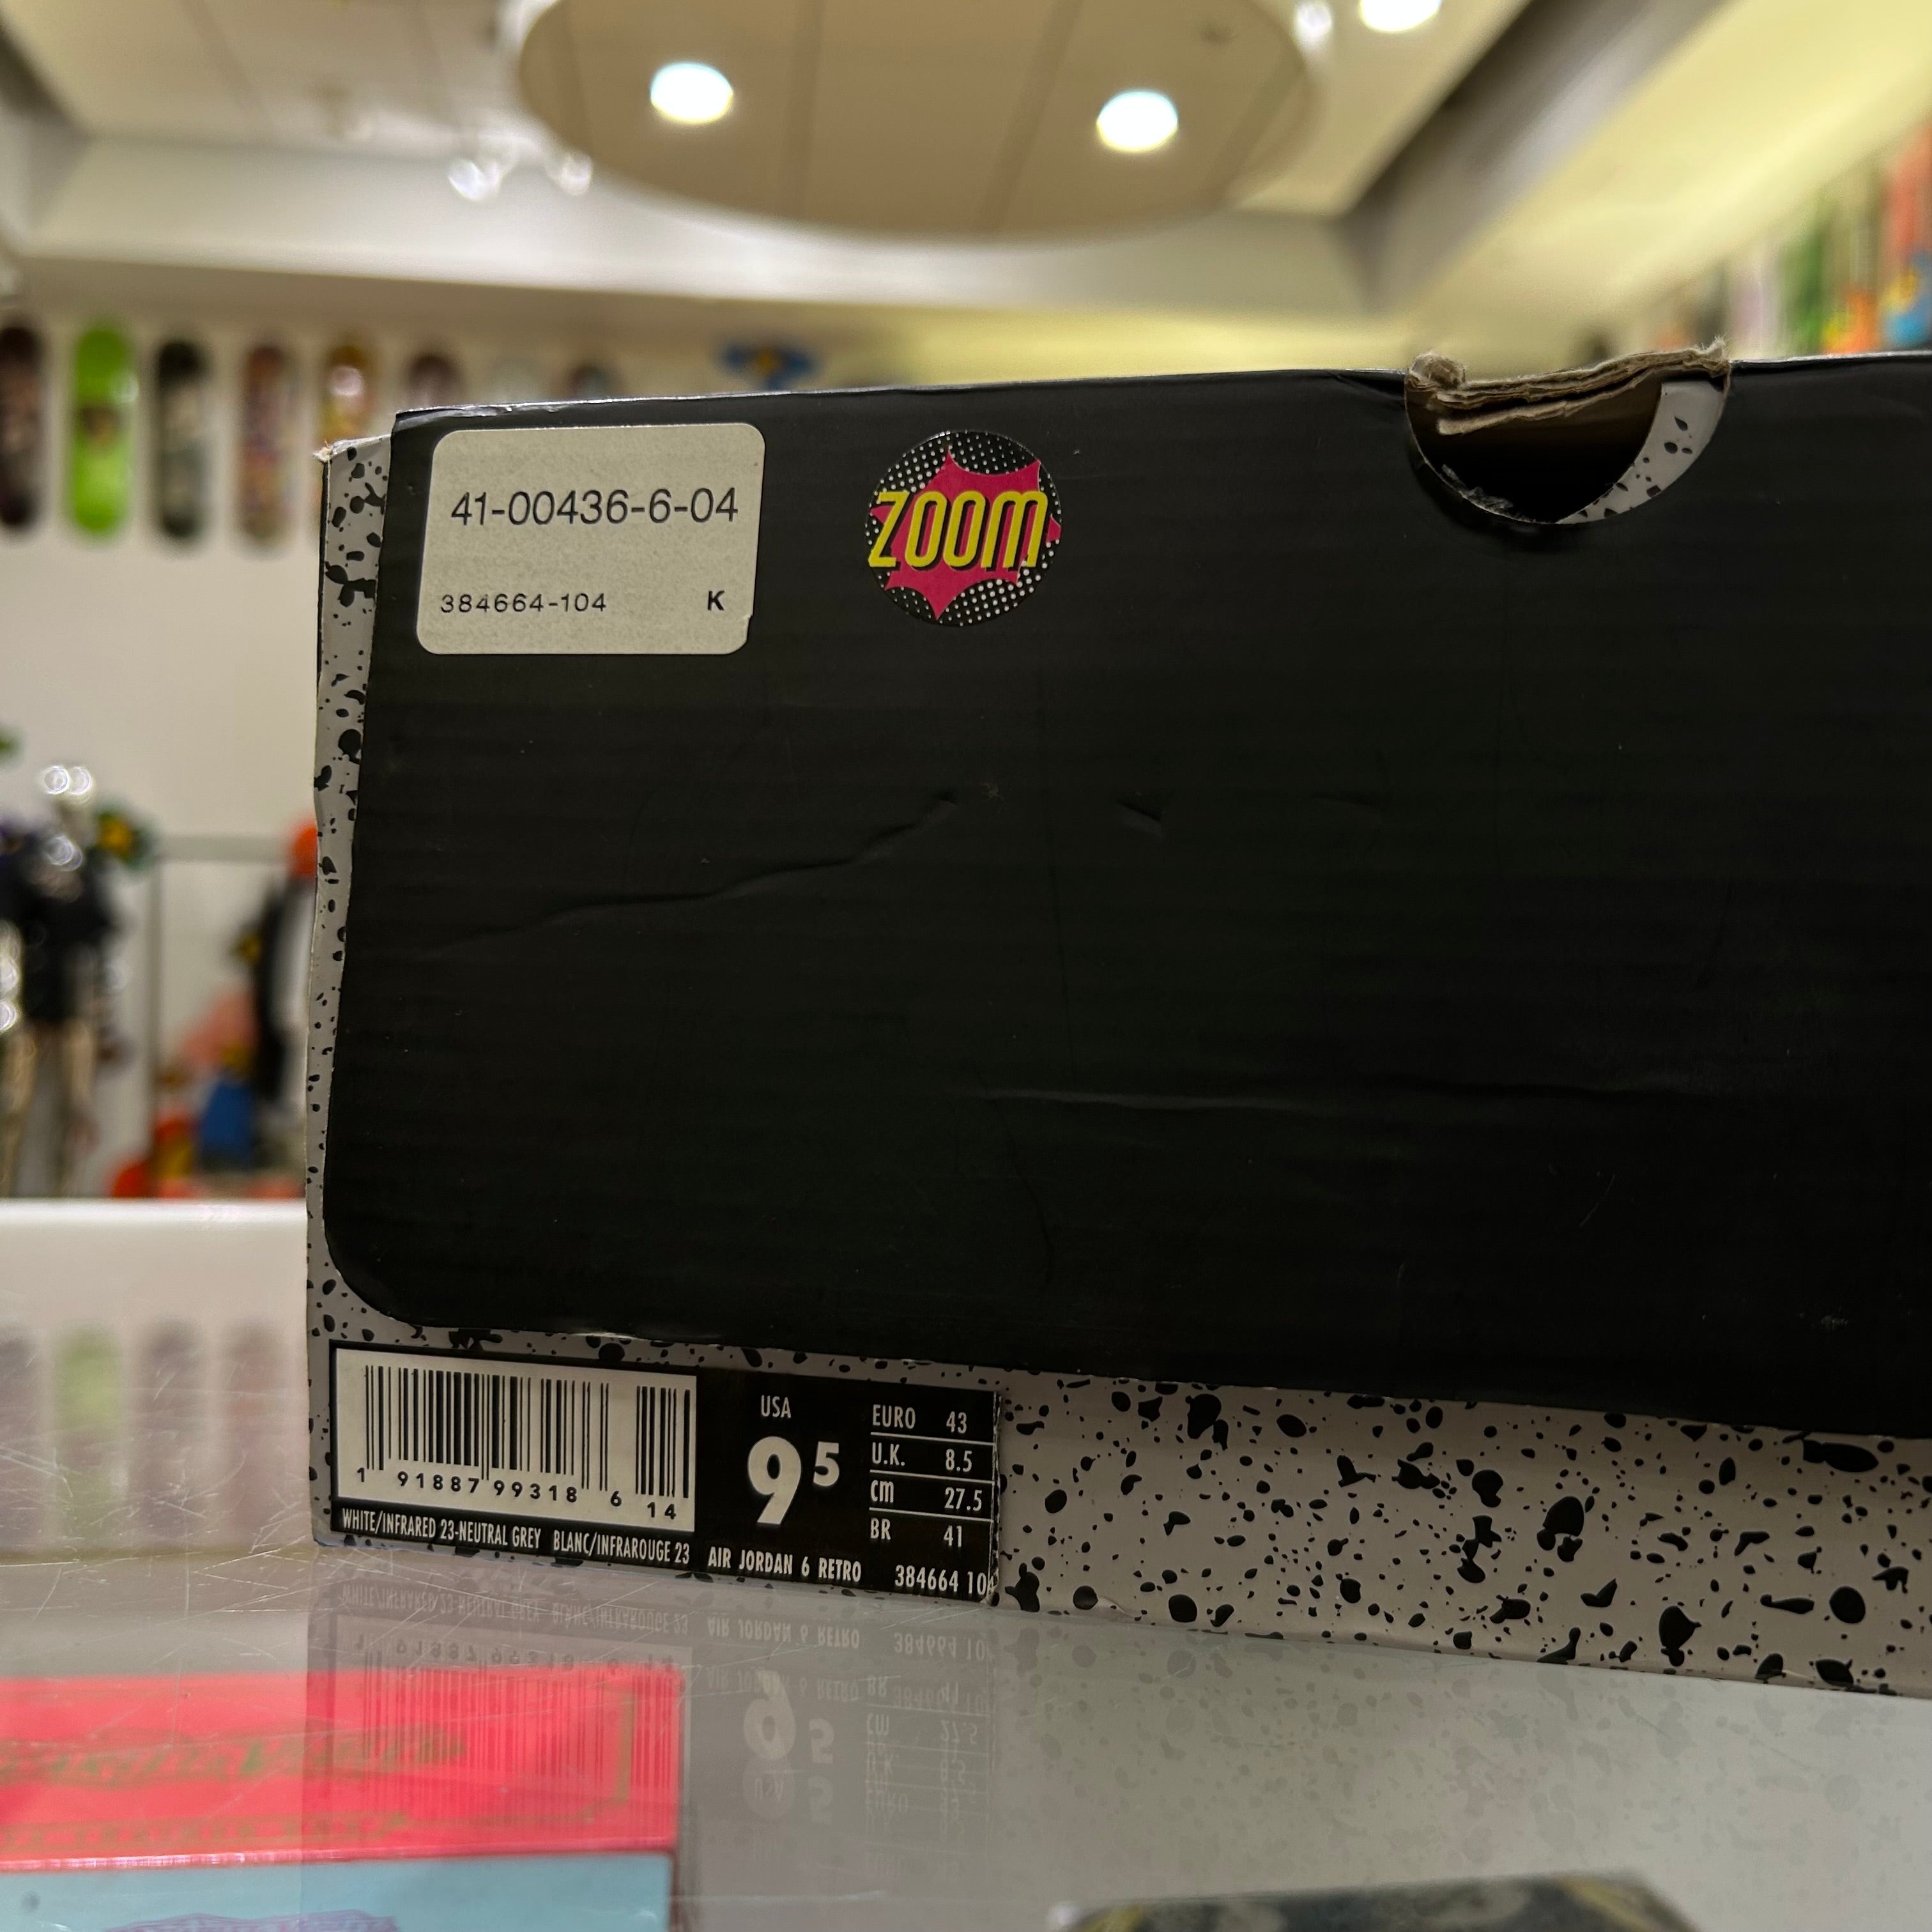 41-00436-6-04
384664-104 K
ZOOM
1 91887 99318 6 14
WHITE/INFRARED 23-NEUTRAL GREY BLANC/INFRAROUGE 23
USA
9 5
EURO 43
U.K. 8.5
cm 27.5
BR 41
AIR JORDAN 6 RETRO 384664 104